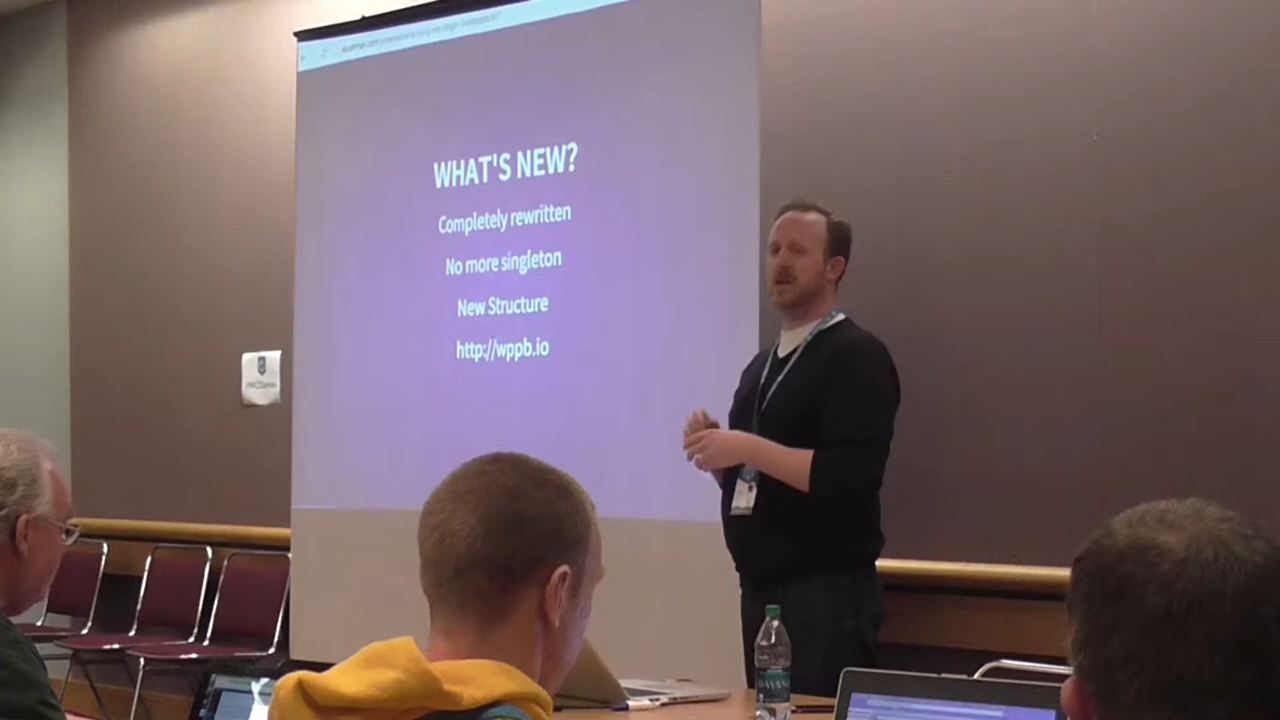 WHAT'S NEW?
Completely rewritten
No more singleton
New Structure
http://wppb.io